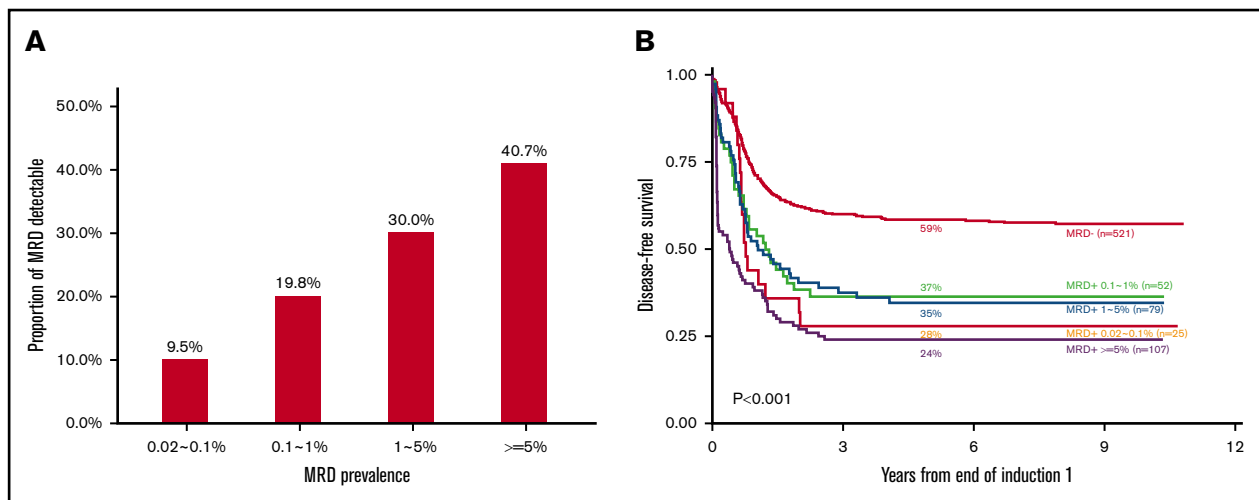 A
Proportion of MRD detectable
50.0%
40.0%
30.0%
20.0%
10.0%
0.0%
9.5%
19.8%
30.0%
40.7%
0.02~0.1%
0.1~1%
1~5%
>=5%
MRD prevalence
B
Disease-free survival
1.00
0.75
0.50
0.25
0.00
59%
MRD- (n=521)
37%
MRD+ 0.1~1% (n=52)
35%
MRD+ 1~5% (n=79)
28%
MRD+ 0.02~0.1% (n=25)
24%
MRD+ >=5% (n=107)
P<0.001
0
3
6
9
12
Years from end of induction 1